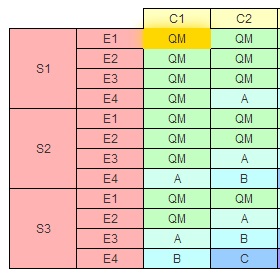 C1 C2
S1 E1 QM QM
E2 QM QM
E3 QM QM
E4 QM A
S2 E1 QM QM
E2 QM QM
E3 QM A
E4 A B
S3 E1 QM QM
E2 QM A
E3 A B
E4 B C